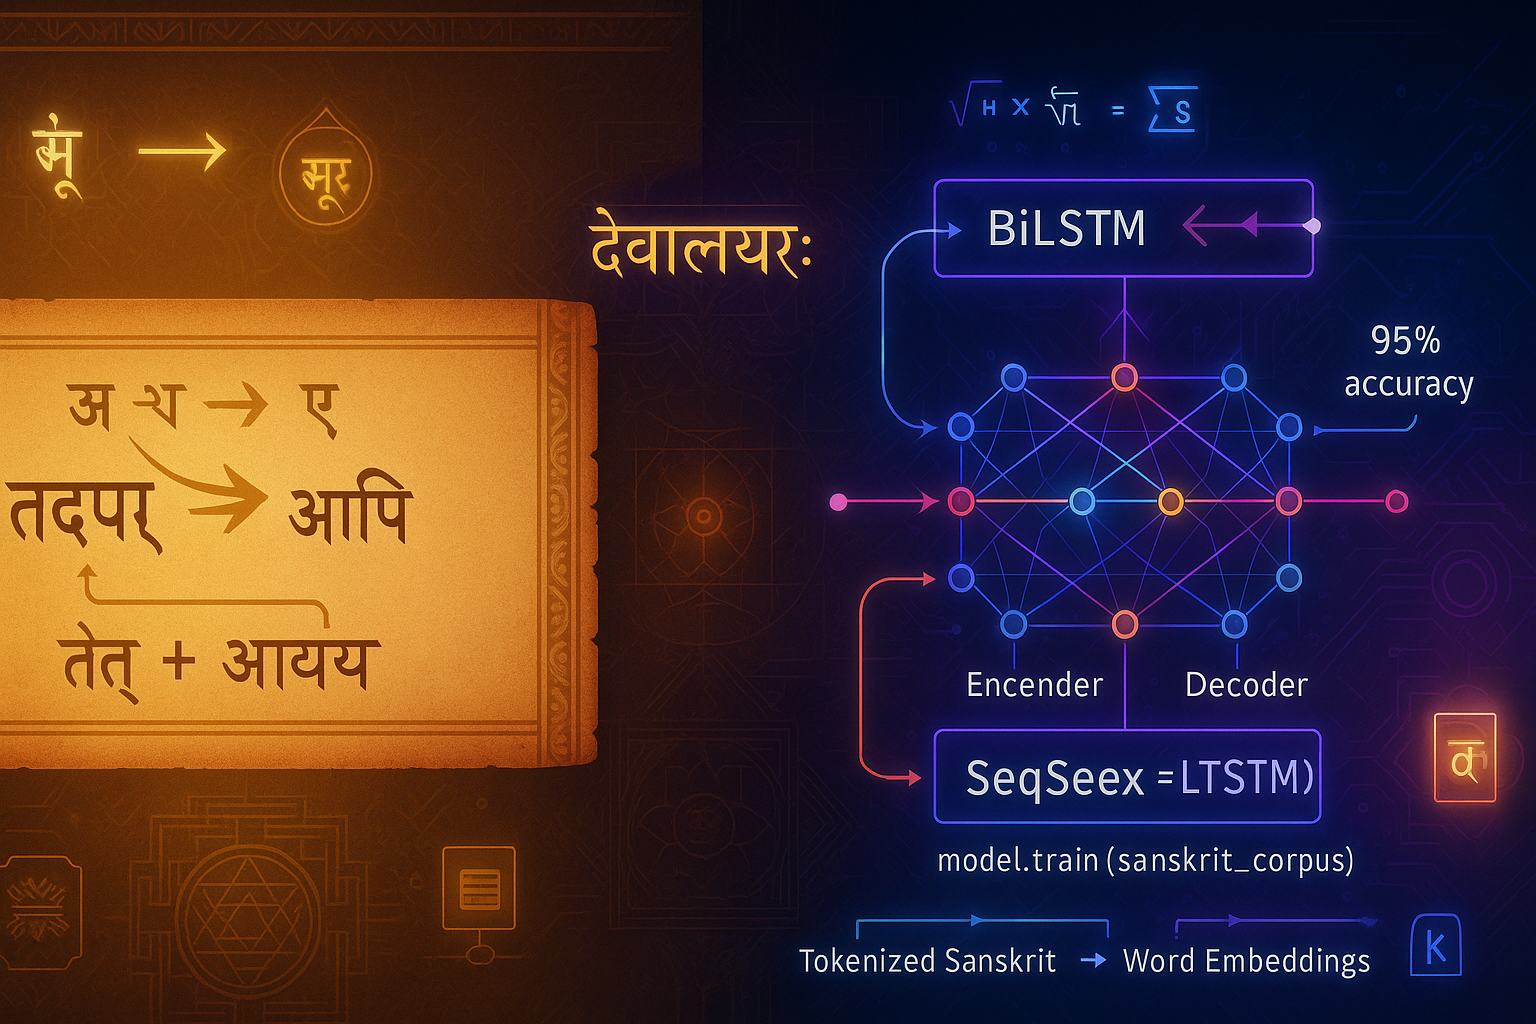 देवालयरः
अ → ए
तदपर् → आपि
तेत् + आयय
BiLSTM
95%
accuracy
Encender
Decoder
SeqSeex =LTSTM)
model.train (sanskrit_corpus)
Tokenized Sanskrit → Word Embeddings
K